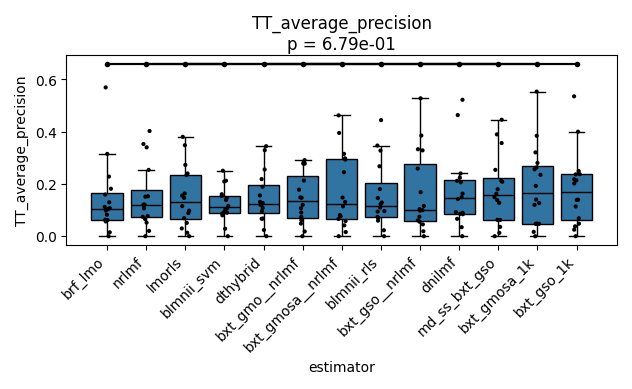 TT_average_precision
p = 6.79e-01
TT_average_precision
0.6
0.4
0.2
0.0
brf_lmo
nrlmf
lmorls
blmnii_svm
dthybrid
bxt_gmo__nrlmf
bxt_gmosa__nrlmf
blmnii_rls
bxt_gso__nrlmf
dnilmf
md_ss_bxt_gso
bxt_gmosa_1k
bxt_gso_1k
estimator